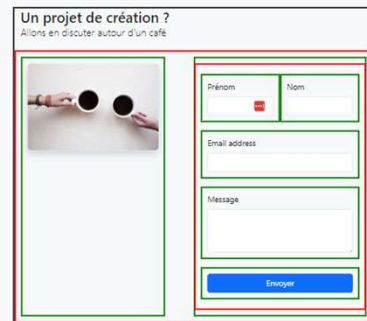 Un projet de création ?
Allons en discuter autour d'un café
Prénom
Nom
Email address
Message
Envoyer